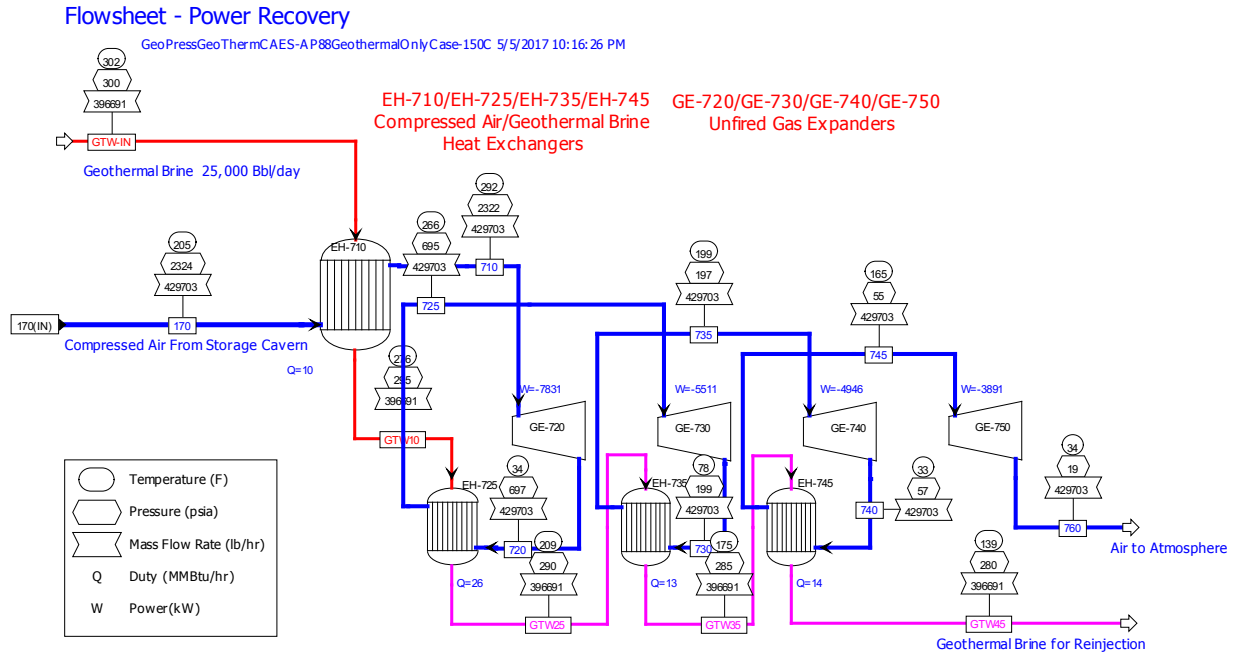 Flowsheet - Power Recovery
GeoPressGeoThermCAES-AP88GeothermalOnlyCase-150C 5/5/2017 10:16:26 PM
302
300
396691
GTW-IN
Geothermal Brine 25,000 Bbl/day
EH-710/EH-725/EH-735/EH-745
Compressed Air/Geothermal Brine
Heat Exchangers
GE-720/GE-730/GE-740/GE-750
Unfired Gas Expanders
205
2324
429703
170(IN)
170
Compressed Air From Storage Cavern
EH-710
Q=10
266
695
429703
725
292
2322
429703
710
199
197
429703
735
165
55
429703
745
276
295
396691
GTW10
W=-7831
GE-720
W=-5511
GE-730
W=-4946
GE-740
W=-3891
GE-750
EH-725
Q=26
34
697
429703
720
209
290
396691
GTW25
EH-735
Q=13
78
199
429703
730
175
285
396691
GTW35
EH-745
Q=14
33
57
429703
740
34
19
429703
760
Air to Atmosphere
139
280
396691
GTW45
Geothermal Brine for Reinjection
Temperature (F)
Pressure (psia)
Mass Flow Rate (lb/hr)
Q Duty (MMBtu/hr)
W Power(kW)